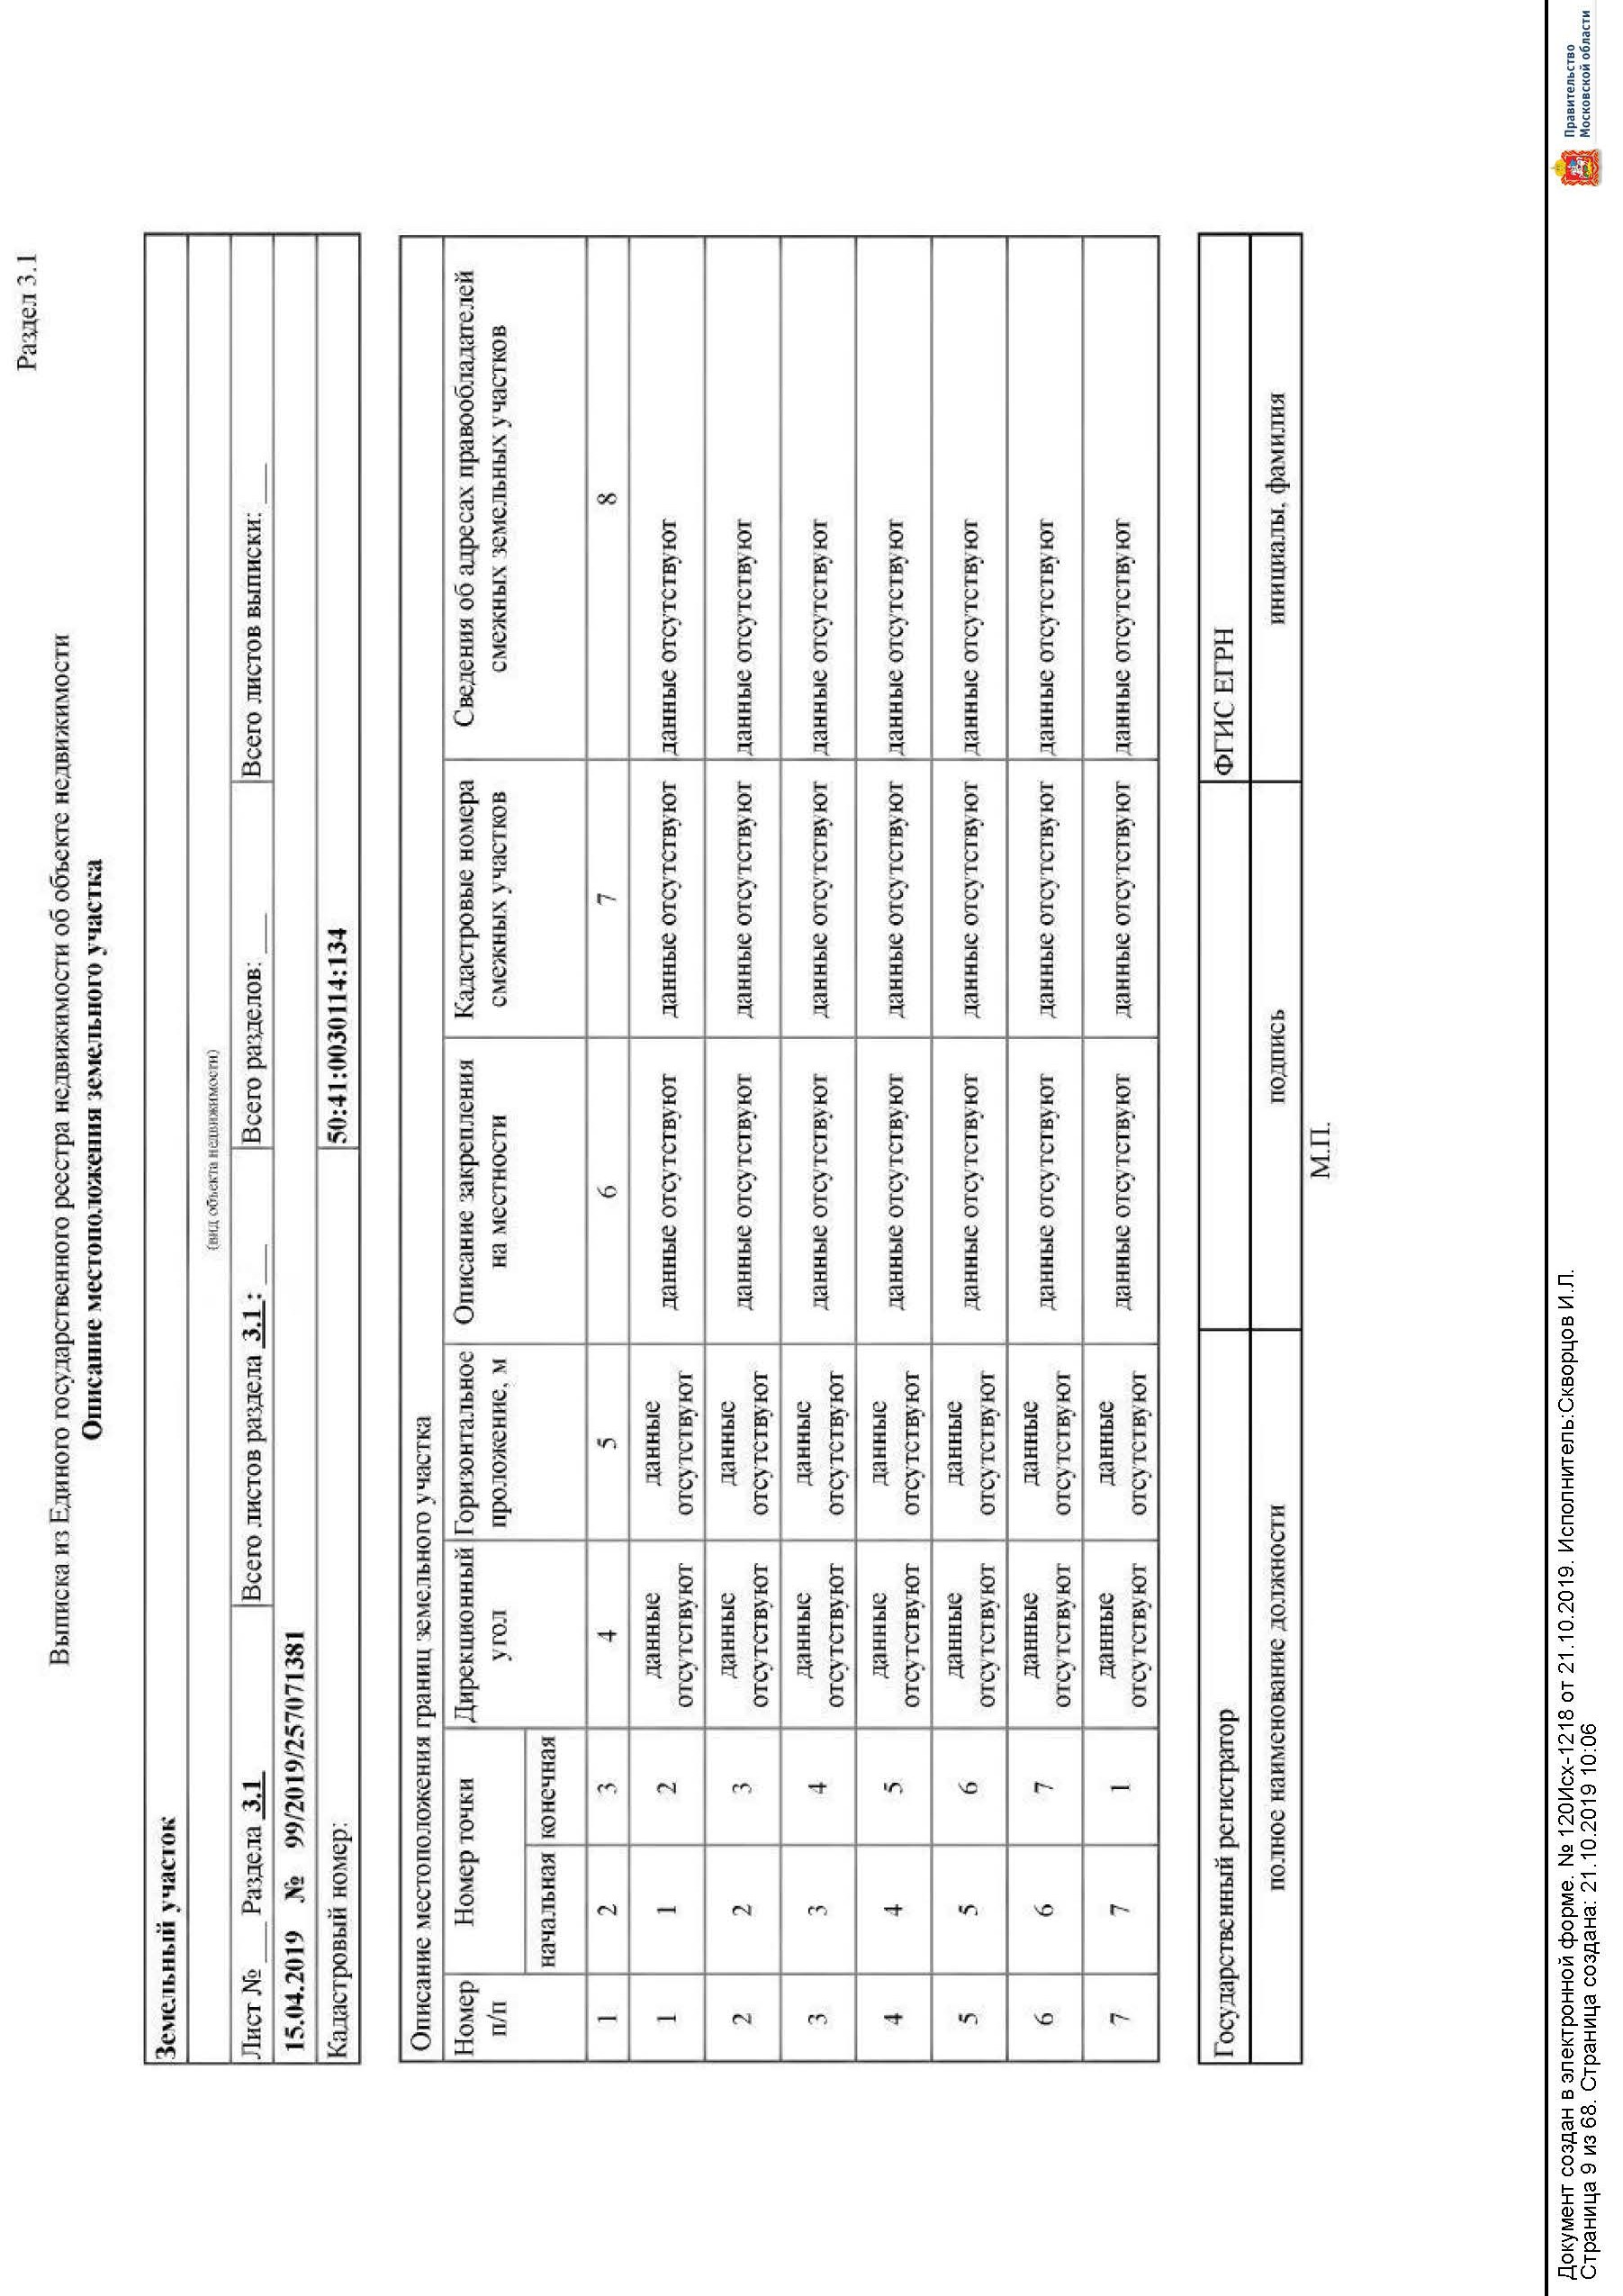 Раздел 3.1
Выписка из Единого государственного реестра недвижимости об объекте недвижимости
Описание местоположения земельного участка
Земельный участок
(вид объекта недвижимости)
Лист № ___ Раздела 3.1 Всего листов раздела 3.1 : ___ Всего разделов: ___ Всего листов выписки: ___
15.04.2019 № 99/2019/257071381
Кадастровый номер: 50:41:0030114:134
Описание местоположения границ земельного участка
Номер п/п Номер точки Дирекционный угол Горизонтальное проложение, м Описание закрепления на местности Кадастровые номера смежных участков Сведения об адресах правообладателей смежных земельных участков
начальная конечная
1 2 3 4 5 6 7 8
1 1 2 данные отсутствуют данные отсутствуют данные отсутствуют данные отсутствуют данные отсутствуют
2 2 3 данные отсутствуют данные отсутствуют данные отсутствуют данные отсутствуют данные отсутствуют
3 3 4 данные отсутствуют данные отсутствуют данные отсутствуют данные отсутствуют данные отсутствуют
4 4 5 данные отсутствуют данные отсутствуют данные отсутствуют данные отсутствуют данные отсутствуют
5 5 6 данные отсутствуют данные отсутствуют данные отсутствуют данные отсутствуют данные отсутствуют
6 6 7 данные отсутствуют данные отсутствуют данные отсутствуют данные отсутствуют данные отсутствуют
7 7 1 данные отсутствуют данные отсутствуют данные отсутствуют данные отсутствуют данные отсутствуют
Государственный регистратор ФГИС ЕГРН
полное наименование должности подпись инициалы, фамилия
М.П.
Документ создан в электронной форме. № 120Исх-1218 от 21.10.2019. Исполнитель:Скворцов И.Л.
Страница 9 из 68. Страница создана: 21.10.2019 10:06
Правительство
Московской области